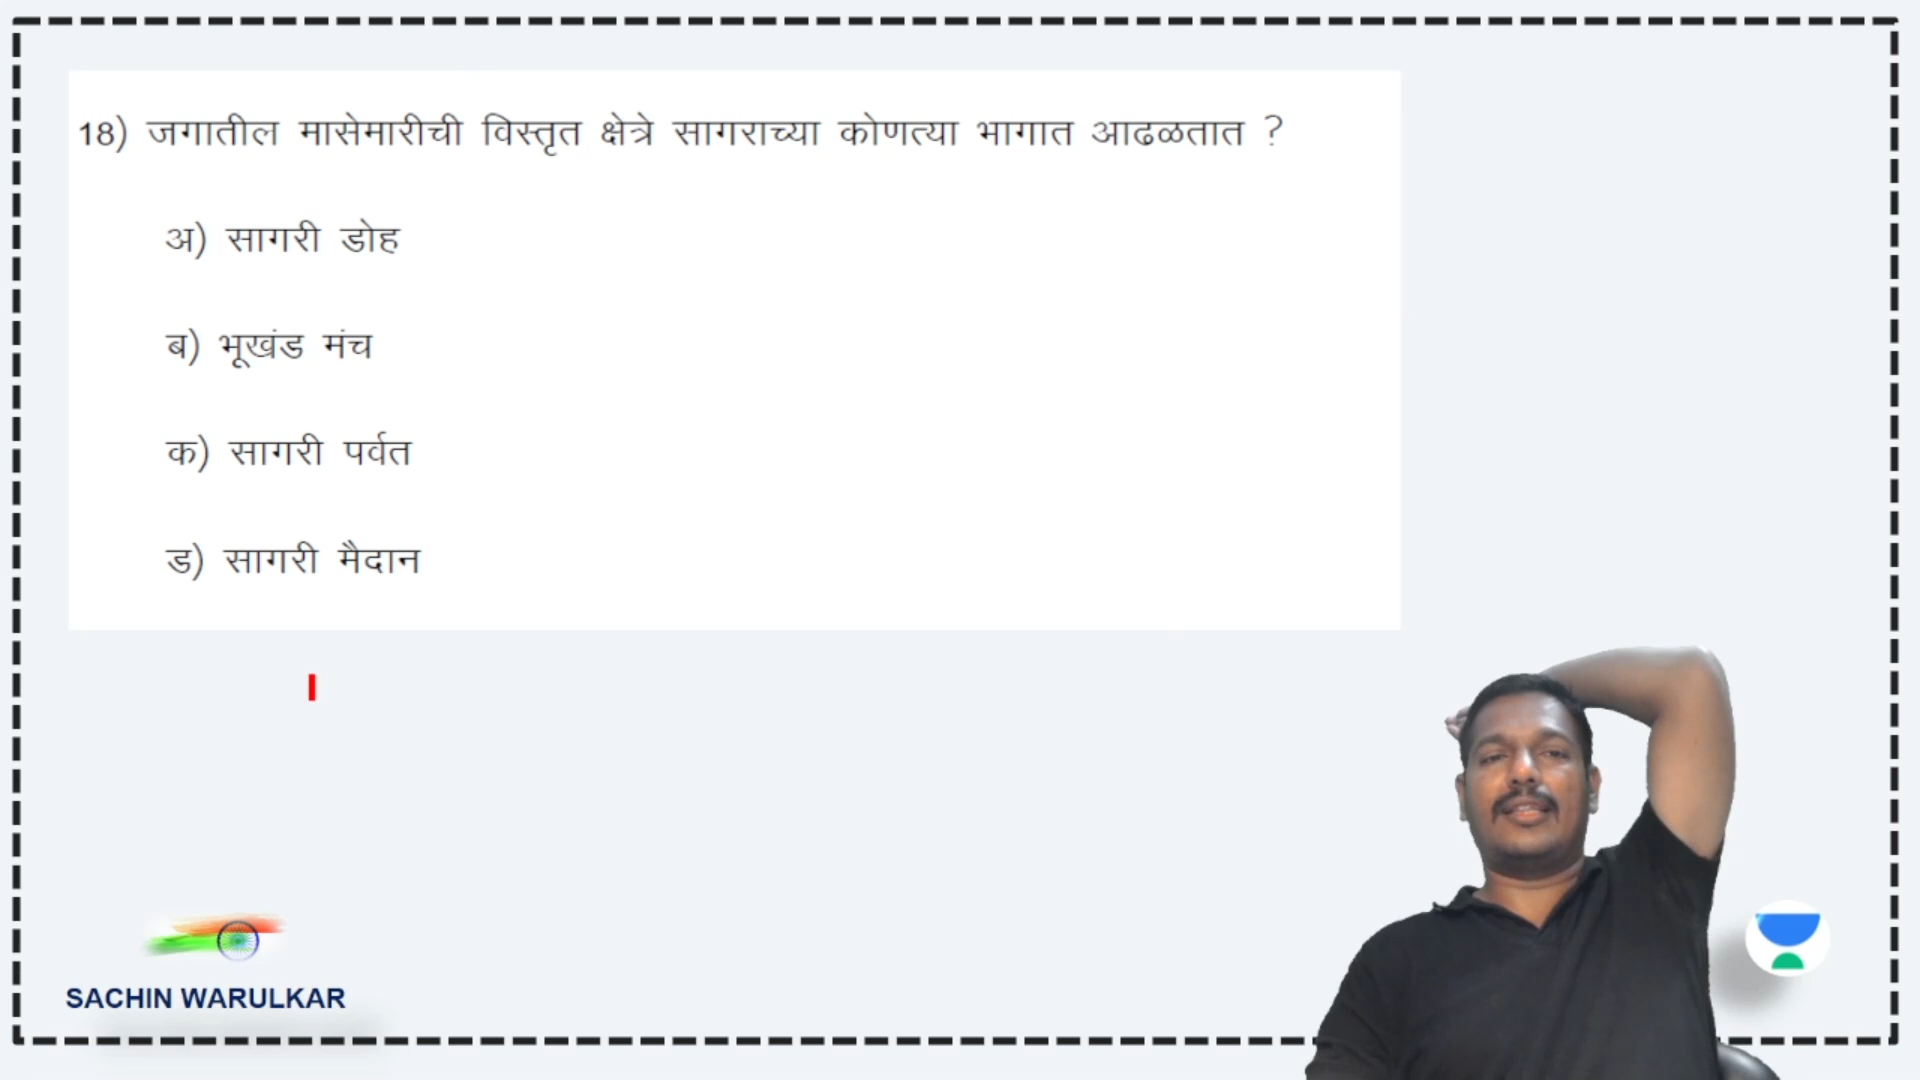 18) जगातील मासेमारीची विस्तृत क्षेत्रे सागराच्या कोणत्या भागात आढळतात ?
अ) सागरी डोह
ब) भूखंड मंच
क) सागरी पर्वत
ड) सागरी मैदान
SACHIN WARULKAR